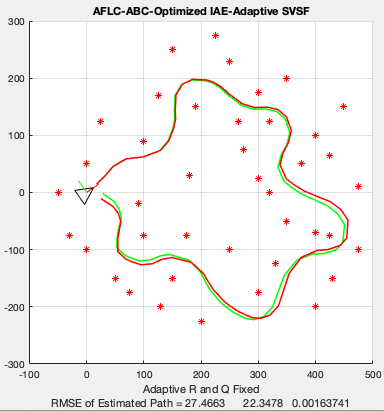 AFLC-ABC-Optimized IAE-Adaptive SVSF
300
200
100
0
-100
-200
-300
-100 0 100 200 300 400 500
Adaptive R and Q Fixed
RMSE of Estimated Path = 27.4663 22.3478 0.00163741